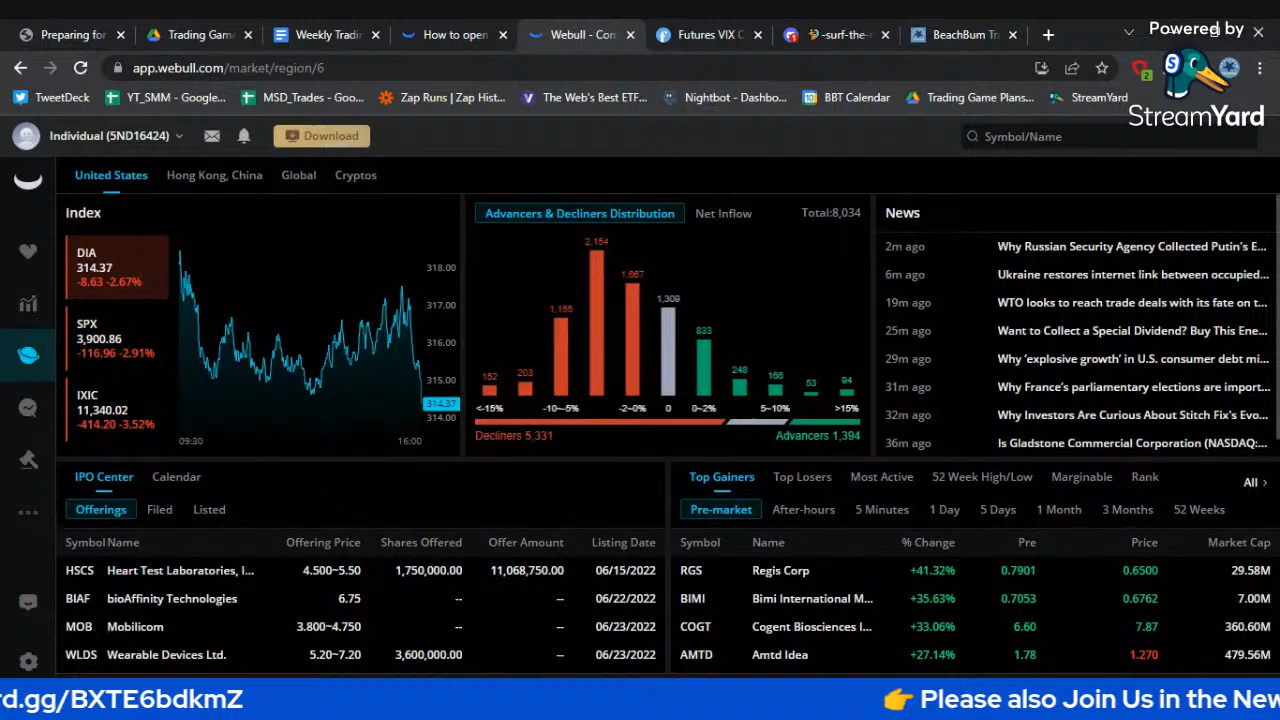 Powered by
StreamYard
Preparing for
Trading Gam
Weekly Tradin
How to open
Webull - Con
Futures VIX C
-surf-the-
BeachBum Tr
app.webull.com/market/region/6
2
TweetDeck
YT_SMM - Google...
MSD_Trades - Goo...
Zap Runs | Zap Hist...
The Web's Best ETF...
Nightbot - Dashbo...
BBT Calendar
Trading Game Plans...
StreamYard
Individual (5ND16424)
Download
Symbol/Name
United States
Hong Kong, China
Global
Cryptos
Index
DIA
314.37
-8.63 -2.67%
SPX
3,900.86
-116.96 -2.91%
IXIC
11,340.02
-414.20 -3.52%
318.00
317.00
316.00
315.00
314.37
314.00
09:30
16:00
Advancers & Decliners Distribution
Net Inflow
Total:8,034
152
203
1,155
2,154
1,667
1,309
833
248
166
53
94
<-15%
-10~-5%
-2~0%
0
0~2%
5~10%
>15%
Decliners 5,331
Advancers 1,394
News
2m ago Why Russian Security Agency Collected Putin's E...
6m ago Ukraine restores internet link between occupied...
19m ago WTO looks to reach trade deals with its fate on t...
25m ago Want to Collect a Special Dividend? Buy This Ene...
29m ago Why ‘explosive growth’ in U.S. consumer debt mi...
31m ago Why France’s parliamentary elections are import...
32m ago Why Investors Are Curious About Stitch Fix's Evo...
36m ago Is Gladstone Commercial Corporation (NASDAQ:...
IPO Center
Calendar
Offerings
Filed
Listed
Symbol Name Offering Price Shares Offered Offer Amount Listing Date
HSCS Heart Test Laboratories, I... 4.500~5.50 1,750,000.00 11,068,750.00 06/15/2022
BIAF bioAffinity Technologies 6.75 -- -- 06/22/2022
MOB Mobilicom 3.800~4.750 -- -- 06/23/2022
WLDS Wearable Devices Ltd. 5.20~7.20 3,600,000.00 -- 06/23/2022
Top Gainers
Top Losers
Most Active
52 Week High/Low
Marginable
Rank
All >
Pre-market
After-hours
5 Minutes
1 Day
5 Days
1 Month
3 Months
52 Weeks
Symbol Name % Change Pre Price Market Cap
RGS Regis Corp +41.32% 0.7901 0.6500 29.58M
BIMI Bimi International M... +35.63% 0.7053 0.6762 7.00M
COGT Cogent Biosciences I... +33.06% 6.60 7.87 360.60M
AMTD Amtd Idea +27.14% 1.78 1.270 479.56M
rd.gg/BXTE6bdkmZ
👉 Please also Join Us in the New